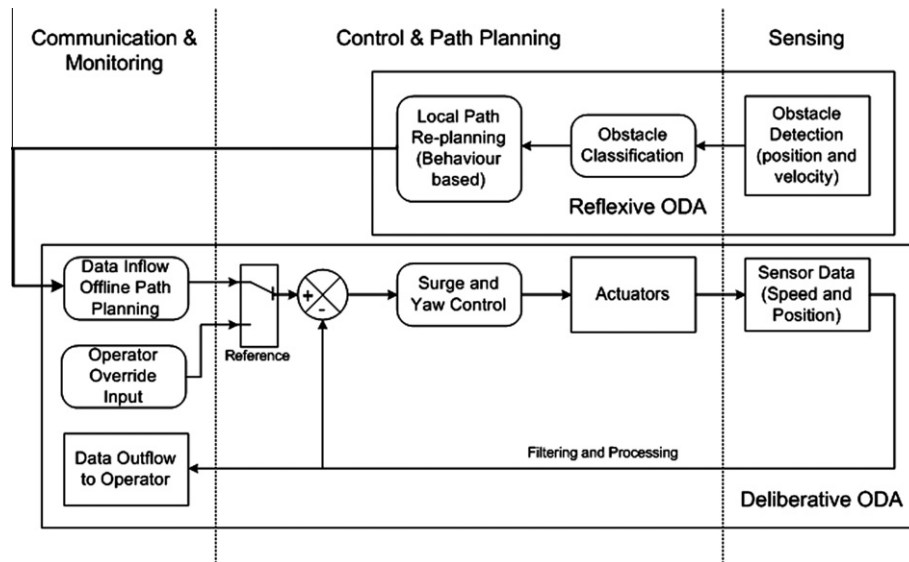 Communication &
Monitoring
Control & Path Planning
Sensing
Local Path
Re-planning
(Behaviour
based)
Obstacle
Classification
Obstacle
Detection
(position and
velocity)
Reflexive ODA
Data Inflow
Offline Path
Planning
+
-
Surge and
Yaw Control
Actuators
Sensor Data
(Speed and
Position)
Reference
Operator
Override
Input
Data Outflow
to Operator
Filtering and Processing
Deliberative ODA